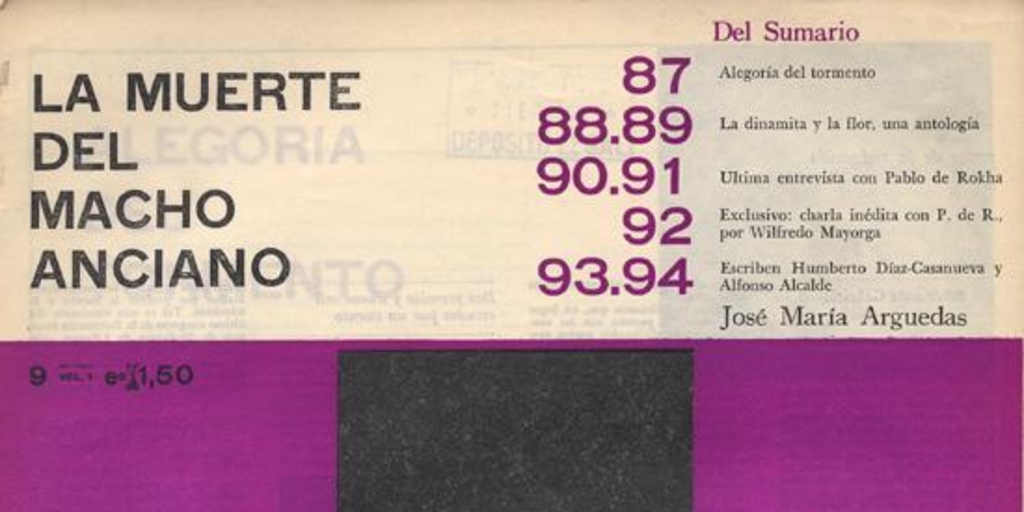 Del Sumario
LA MUERTE
DEL
MACHO
ANCIANO
87
Alegoría del tormento
88.89
La dinamita y la flor, una antología
90.91
Ultima entrevista con Pablo de Rokha
92
Exclusivo: charla inédita con P. de R.,
por Wilfredo Mayorga
93.94
Escriben Humberto Díaz-Casanueva y
Alfonso Alcalde
José María Arguedas
9 VOL. 1 1,50